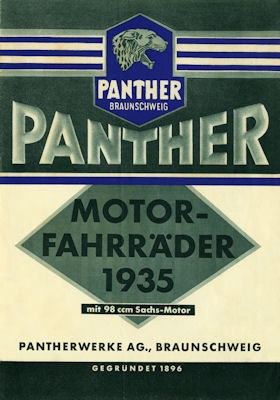 PANTHER
BRAUNSCHWEIG
PANTHER
MOTOR-
FAHRRÄDER
1935
mit 98 ccm Sachs-Motor
PANTHERWERKE AG., BRAUNSCHWEIG
GEGRÜNDET 1896